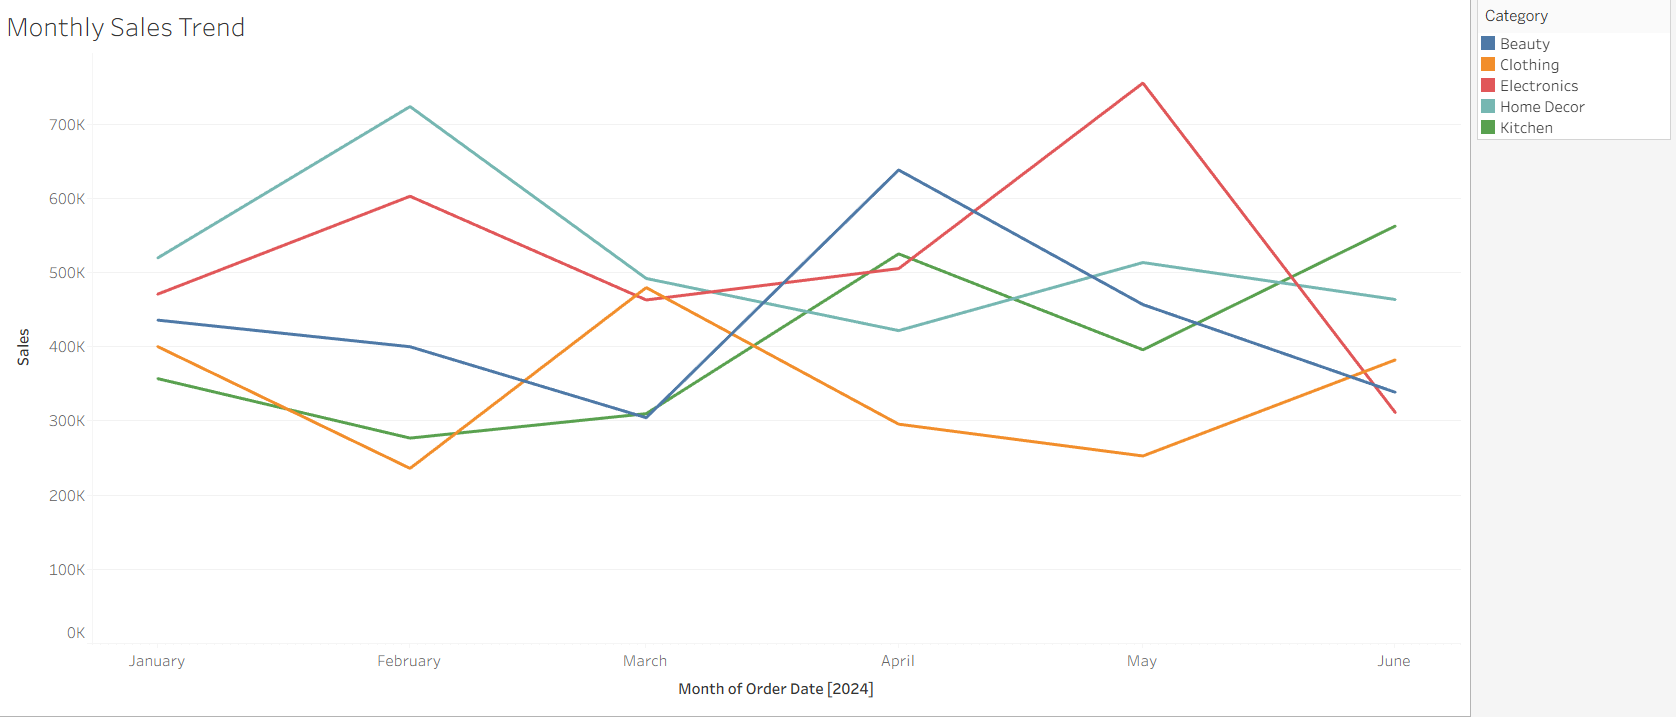 Monthly Sales Trend
Category
Beauty
Clothing
Electronics
Home Decor
Kitchen
700K
600K
500K
400K
300K
200K
100K
0K
Sales
January February March April May June
Month of Order Date [2024]